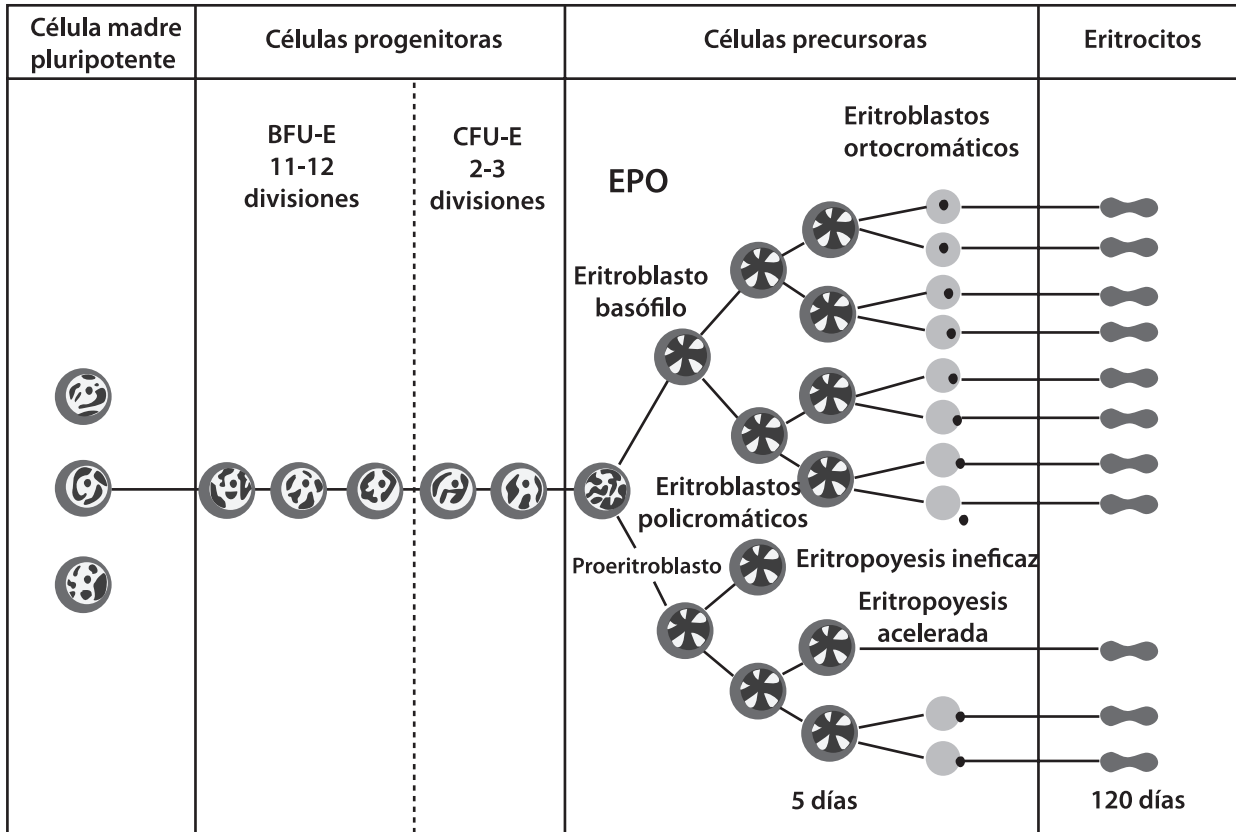 Célula madre
pluripotente
Células progenitoras
Células precursoras
Eritrocitos
BFU-E
11-12
divisiones
CFU-E
2-3
divisiones
EPO
Eritroblastos
ortocromáticos
Eritroblasto
basófilo
Eritroblastos
policromáticos
Proeritroblasto
Eritropoyesis ineficaz
Eritropoyesis
acelerada
5 días
120 días